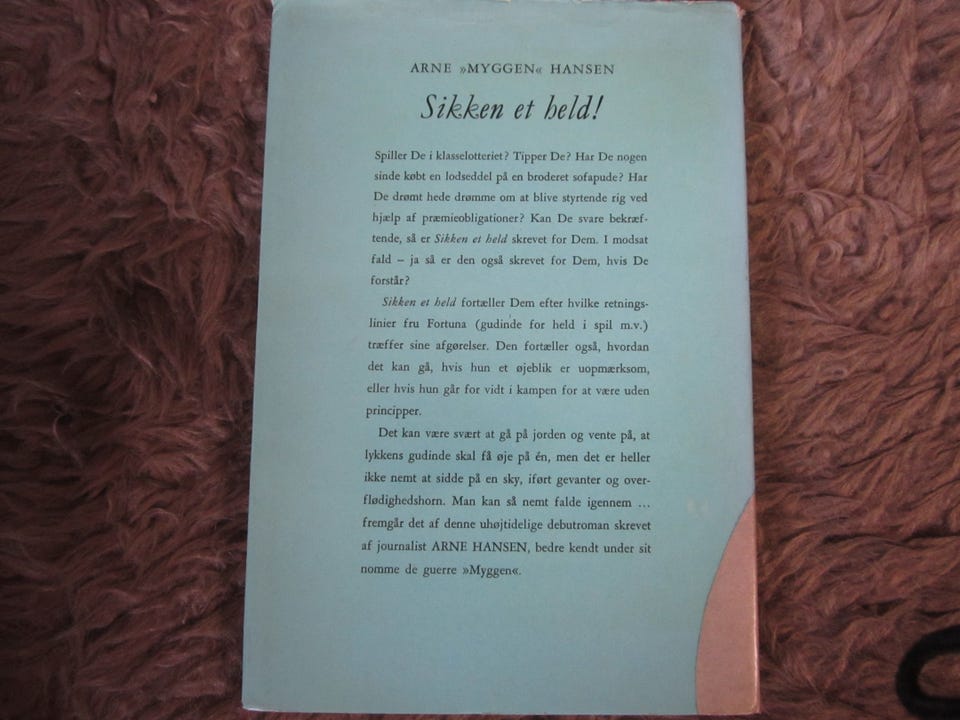 ARNE »MYGGEN« HANSEN
Sikken et held!
Spiller De i klasselotteriet? Tipper De? Har De nogen
sinde købt en lodseddel på en broderet sofapude? Har
De drømt hede drømme om at blive styrtende rig ved
hjælp af præmieobligationer? Kan De svare bekræf-
tende, så er Sikken et held skrevet for Dem. I modsat
fald – ja så er den også skrevet for Dem, hvis De
forstår?
Sikken et held fortæller Dem efter hvilke retnings-
linier fru Fortuna (gudinde for held i spil m.v.)
træffer sine afgørelser. Den fortæller også, hvordan
det kan gå, hvis hun et øjeblik er uopmærksom,
eller hvis hun går for vidt i kampen for at være uden
principper.
Det kan være svært at gå på jorden og vente på, at
lykkens gudinde skal få øje på én, men det er heller
ikke nemt at sidde på en sky, iført gevanter og over-
flødighedshorn. Man kan så nemt falde igennem ...
fremgår det af denne uhøjtidelige debutroman skrevet
af journalist ARNE HANSEN, bedre kendt under sit
nomme de guerre »Myggen«.